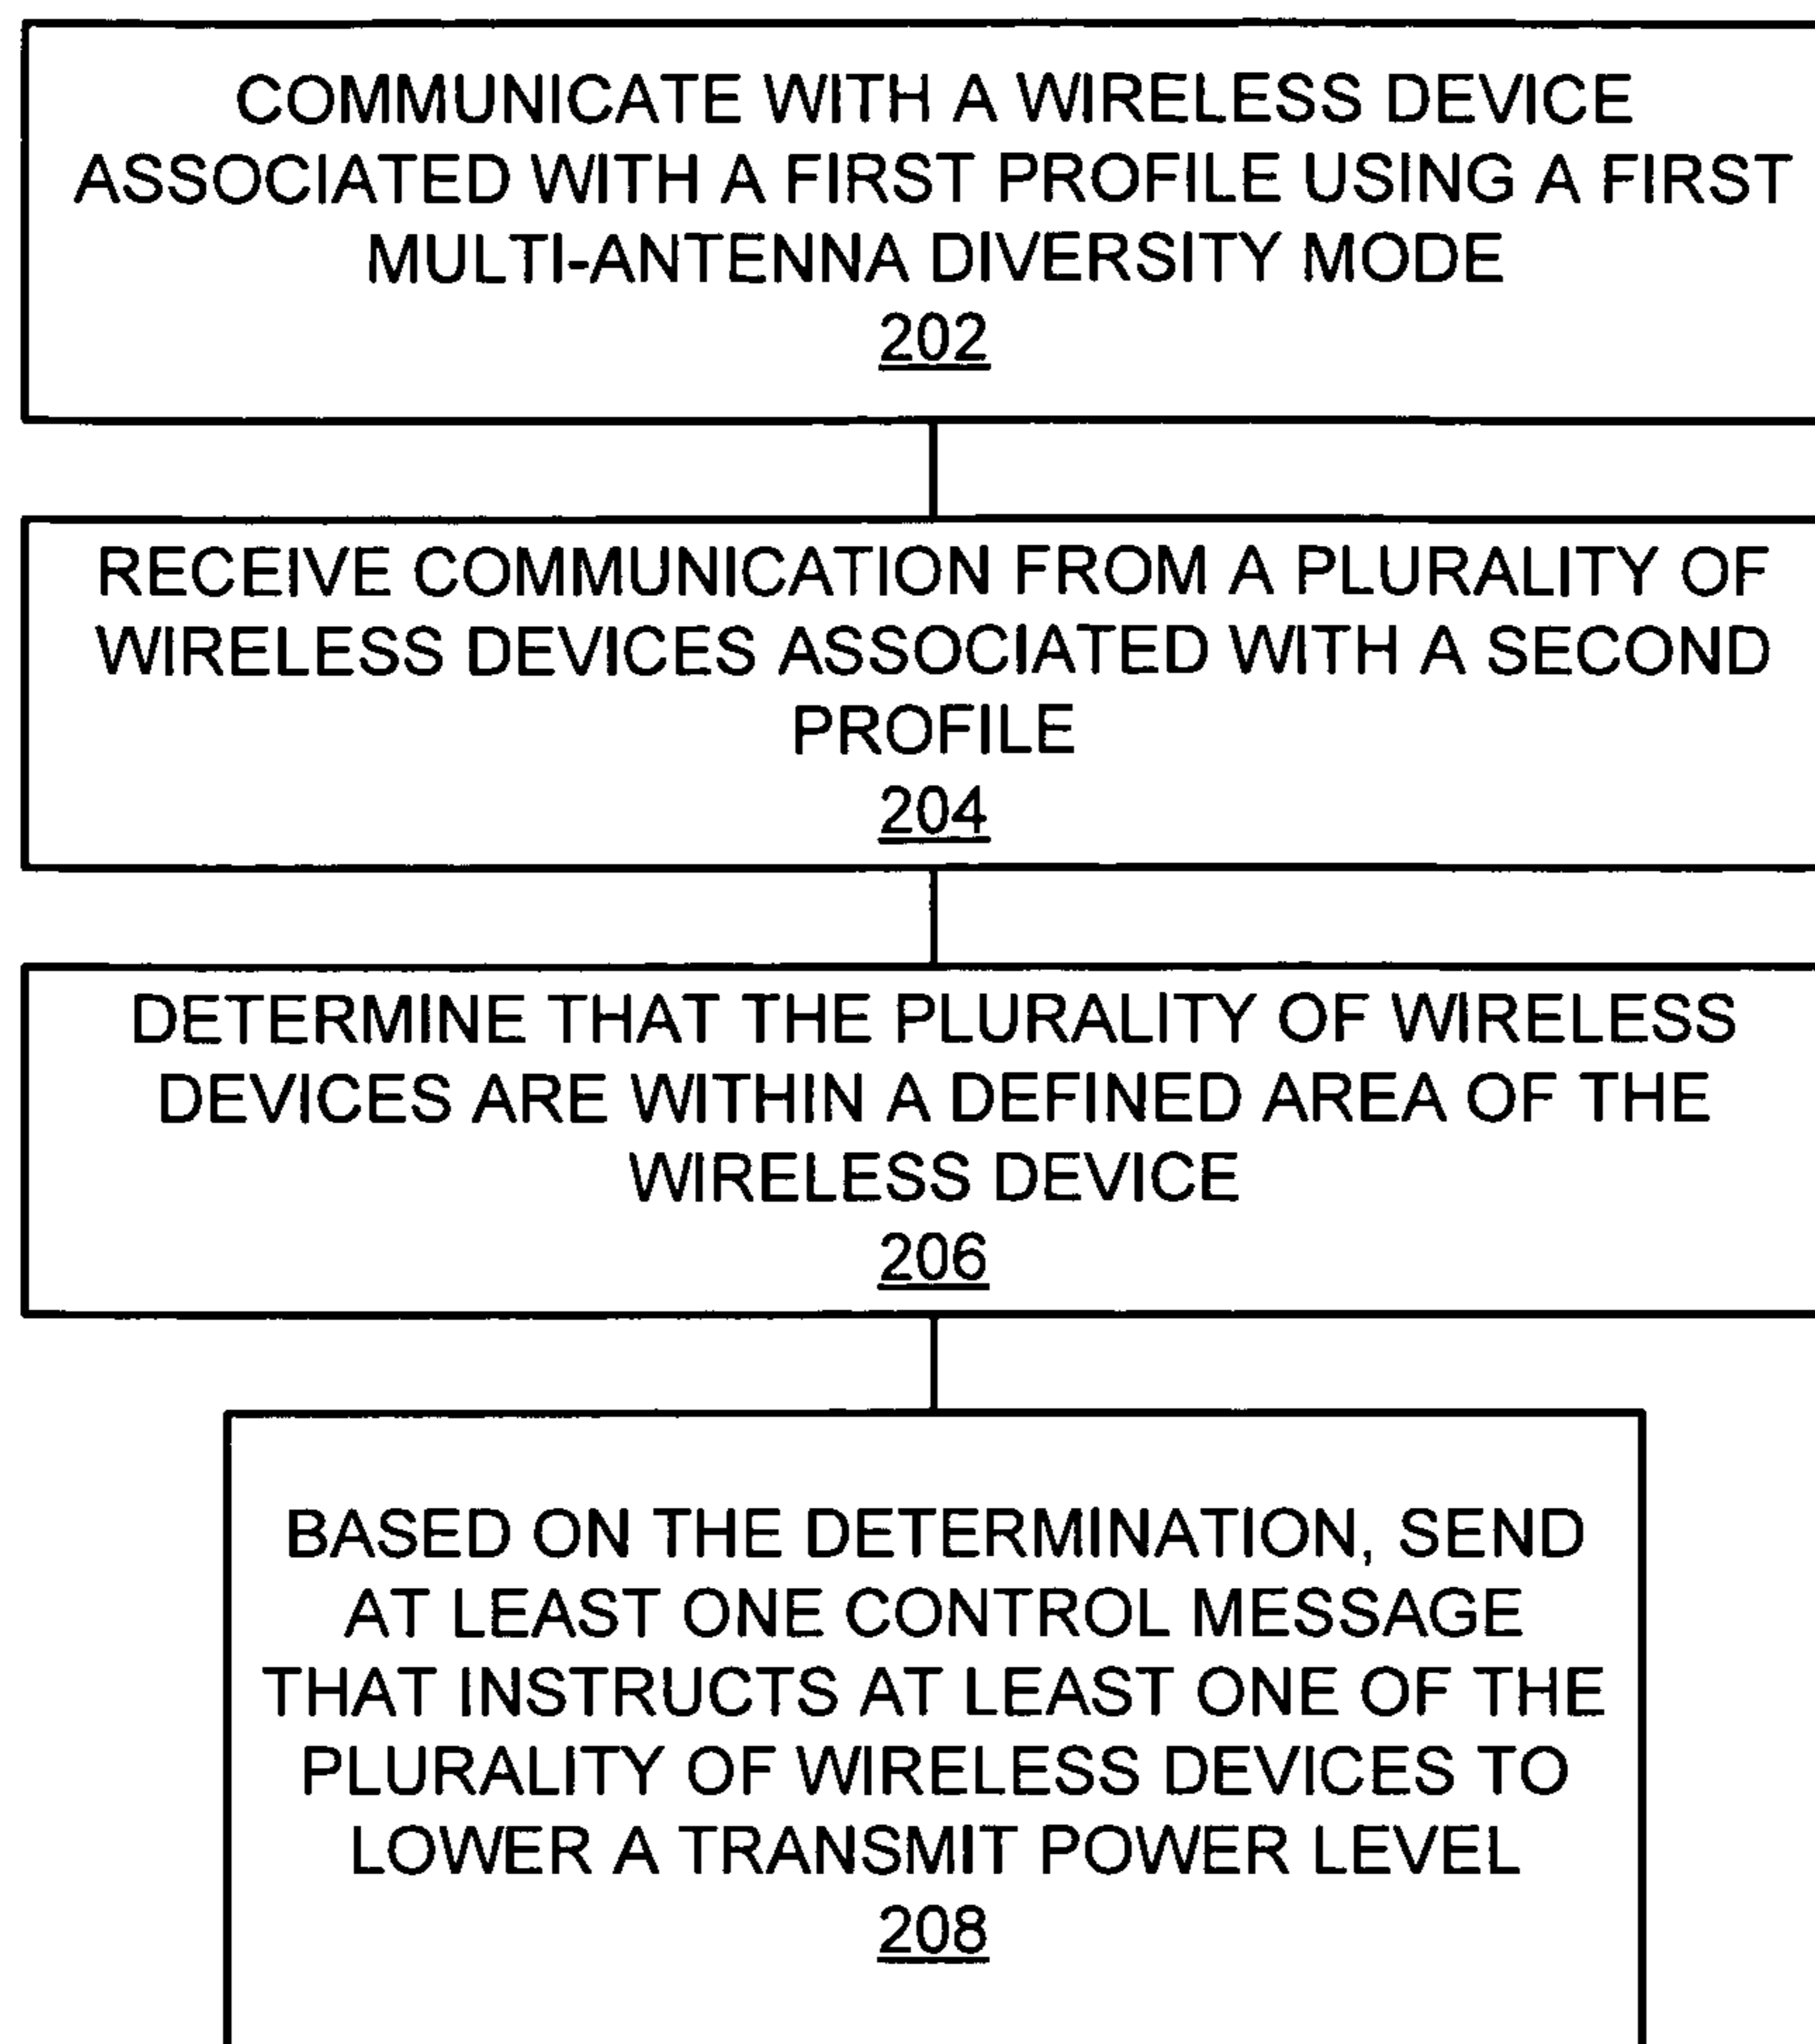 COMMUNICATE WITH A WIRELESS DEVICE
ASSOCIATED WITH A FIRST PROFILE USING A FIRST
MULTI-ANTENNA DIVERSITY MODE
202
RECEIVE COMMUNICATION FROM A PLURALITY OF
WIRELESS DEVICES ASSOCIATED WITH A SECOND
PROFILE
204
DETERMINE THAT THE PLURALITY OF WIRELESS
DEVICES ARE WITHIN A DEFINED AREA OF THE
WIRELESS DEVICE
206
BASED ON THE DETERMINATION, SEND
AT LEAST ONE CONTROL MESSAGE
THAT INSTRUCTS AT LEAST ONE OF THE
PLURALITY OF WIRELESS DEVICES TO
LOWER A TRANSMIT POWER LEVEL
208